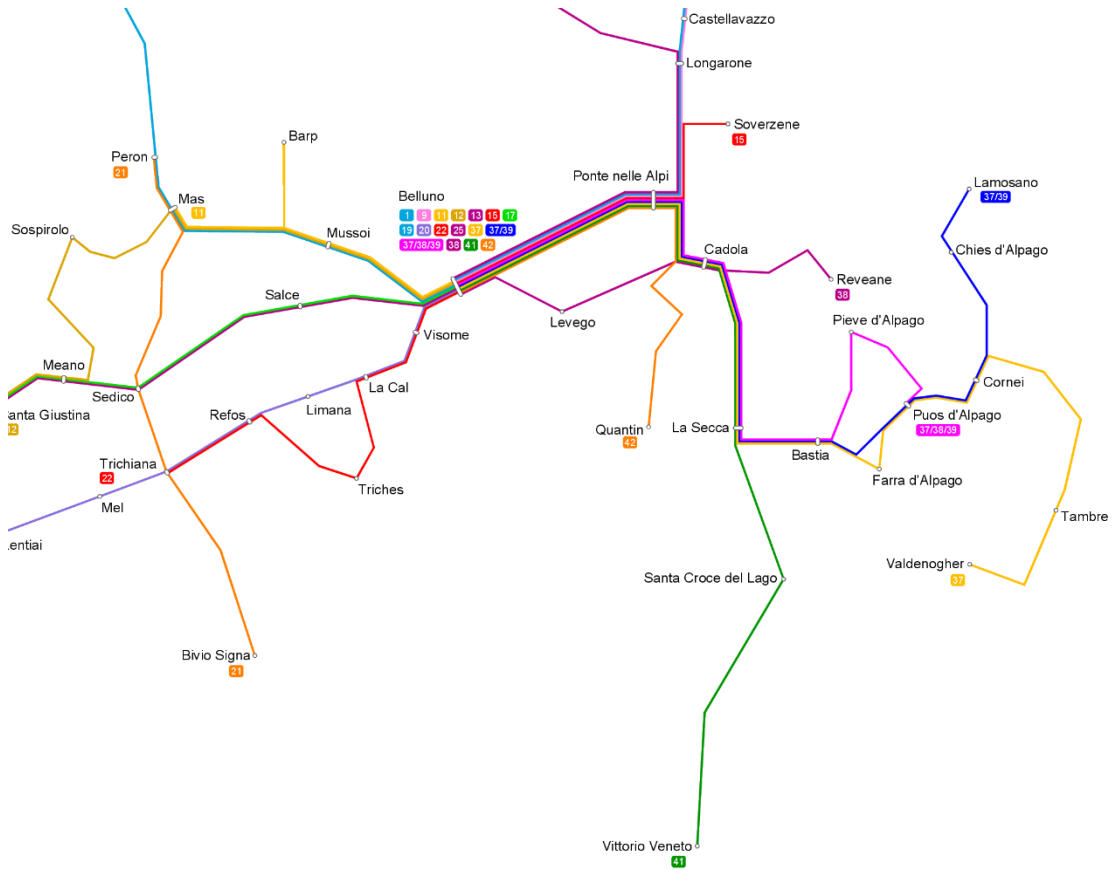 Castellavazzo
Longarone
Soverzene
15
Barp
Peron
21
Mas
11
Ponte nelle Alpi
Lamosano
37/39
Belluno
1 9 11 12 13 15 17
19 20 22 25 37 37/39
37/38/39 38 41 42
Sospirolo
Mussoi
Cadola
Chies d'Alpago
Reveane
38
Salce
Levego
Visome
Pieve d'Alpago
Meano
Sedico
La Cal
Cornei
anta Giustina
Refos
Limana
Puos d'Alpago
37/38/39
Quantin
42
La Secca
Bastia
Trichiana
22
Triches
Farra d'Alpago
Mel
Tambre
entiai
Valdenogher
37
Santa Croce del Lago
Bivio Signa
21
Vittorio Veneto
41